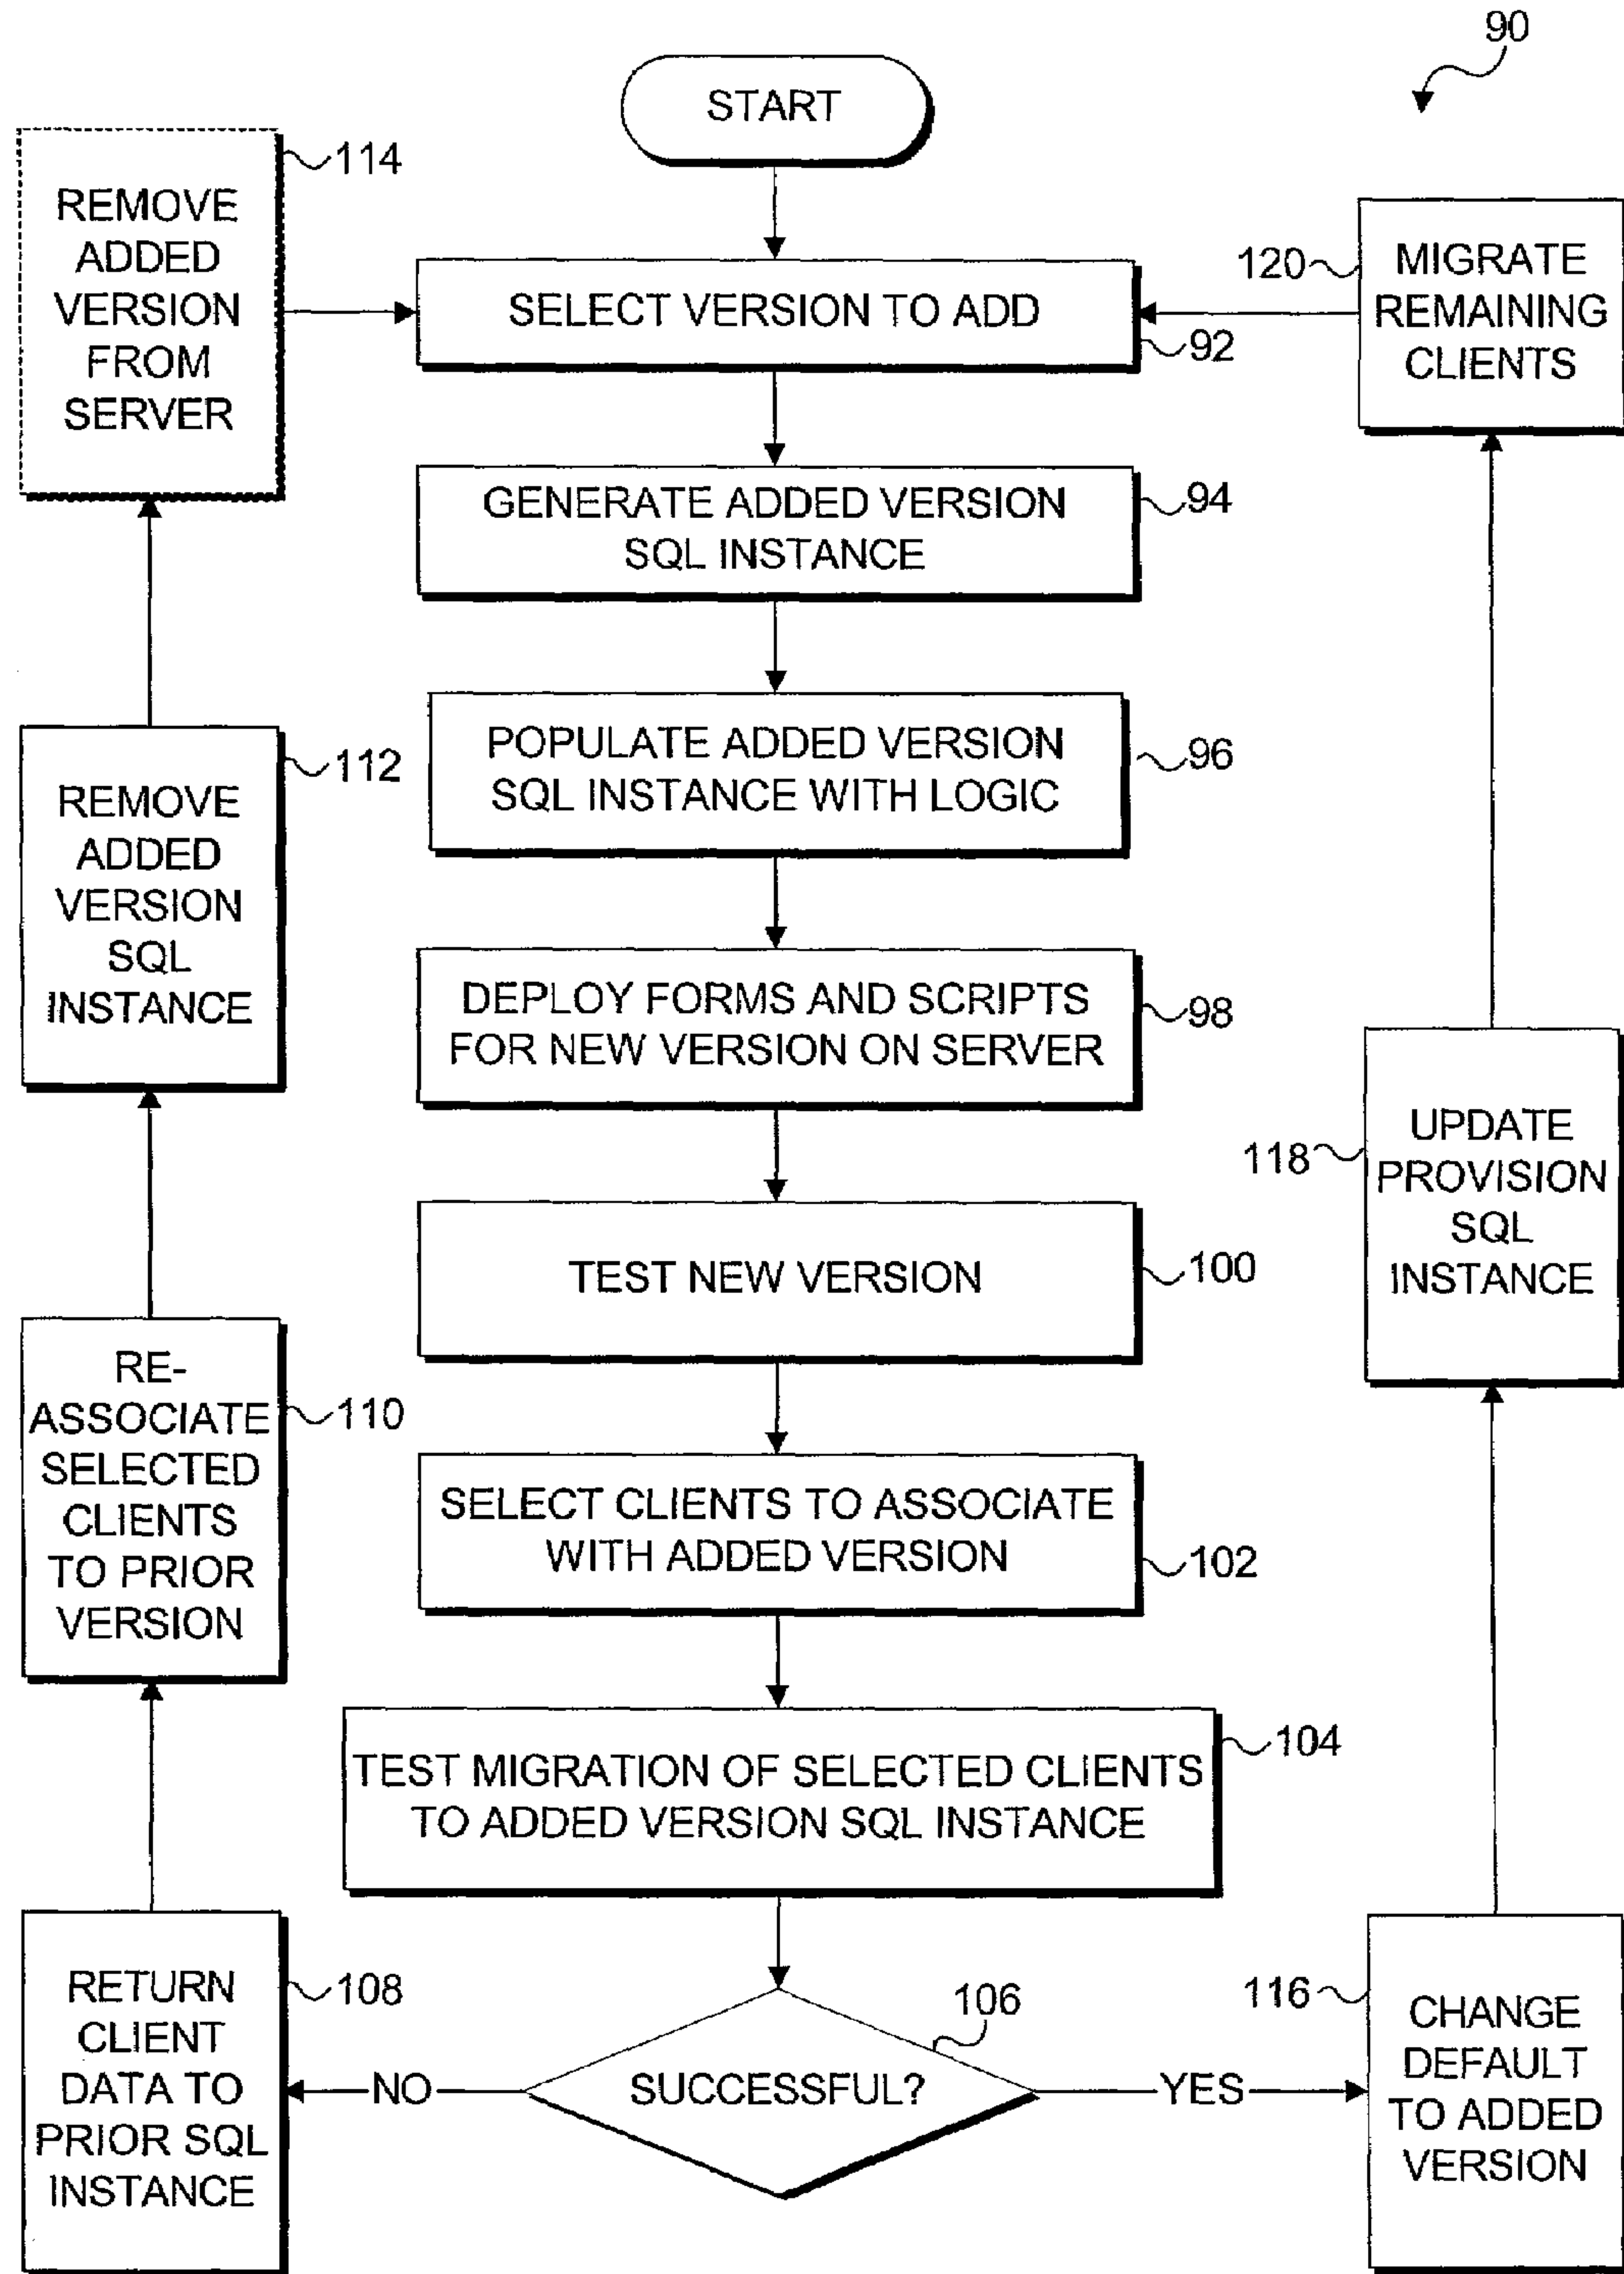 90
START
114
REMOVE
ADDED
VERSION
FROM
SERVER
SELECT VERSION TO ADD
92
120
MIGRATE
REMAINING
CLIENTS
GENERATE ADDED VERSION
SQL INSTANCE
94
POPULATE ADDED VERSION
SQL INSTANCE WITH LOGIC
96
112
REMOVE
ADDED
VERSION
SQL
INSTANCE
DEPLOY FORMS AND SCRIPTS
FOR NEW VERSION ON SERVER
98
118
UPDATE
PROVISION
SQL
INSTANCE
TEST NEW VERSION
100
RE-
ASSOCIATE
SELECTED
CLIENTS
TO PRIOR
VERSION
110
SELECT CLIENTS TO ASSOCIATE
WITH ADDED VERSION
102
TEST MIGRATION OF SELECTED CLIENTS
TO ADDED VERSION SQL INSTANCE
104
RETURN
CLIENT
DATA TO
PRIOR SQL
INSTANCE
108
NO
SUCCESSFUL?
106
YES
116
CHANGE
DEFAULT
TO ADDED
VERSION